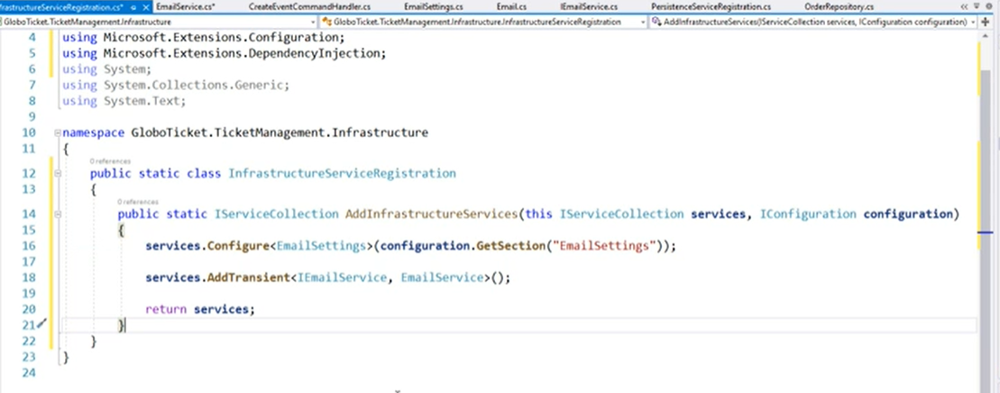 frastructureServiceRegistration.cs* EmailService.cs* CreateEventCommandHandler.cs EmailSettings.cs Email.cs IEmailService.cs PersistenceServiceRegistration.cs OrderRepository.cs
GloboTicket.TicketManagement.Infrastructure GloboTicket.TicketManagement.Infrastructure.InfrastructureServiceRegistration AddInfrastructureServices(IServiceCollection services, IConfiguration configuration)
4 using Microsoft.Extensions.Configuration;
5 using Microsoft.Extensions.DependencyInjection;
6 using System;
7 using System.Collections.Generic;
8 using System.Text;
9
10 namespace GloboTicket.TicketManagement.Infrastructure
11 {
0 references
12 public static class InfrastructureServiceRegistration
13 {
0 references
14 public static IServiceCollection AddInfrastructureServices(this IServiceCollection services, IConfiguration configuration)
15 {
16 services.Configure<EmailSettings>(configuration.GetSection("EmailSettings"));
17
18 services.AddTransient<IEmailService, EmailService>();
19
20 return services;
21 }
22 }
23 }
24